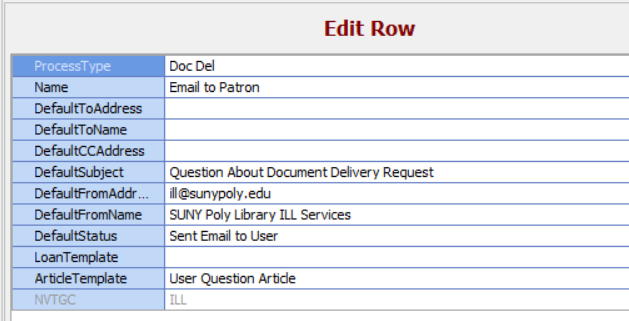 Edit Row
ProcessType Doc Del
Name Email to Patron
DefaultToAddress
DefaultToName
DefaultCCAddress
DefaultSubject Question About Document Delivery Request
DefaultFromAddr... ill@sunypoly.edu
DefaultFromName SUNY Poly Library ILL Services
DefaultStatus Sent Email to User
LoanTemplate
ArticleTemplate User Question Article
NVTGC ILL